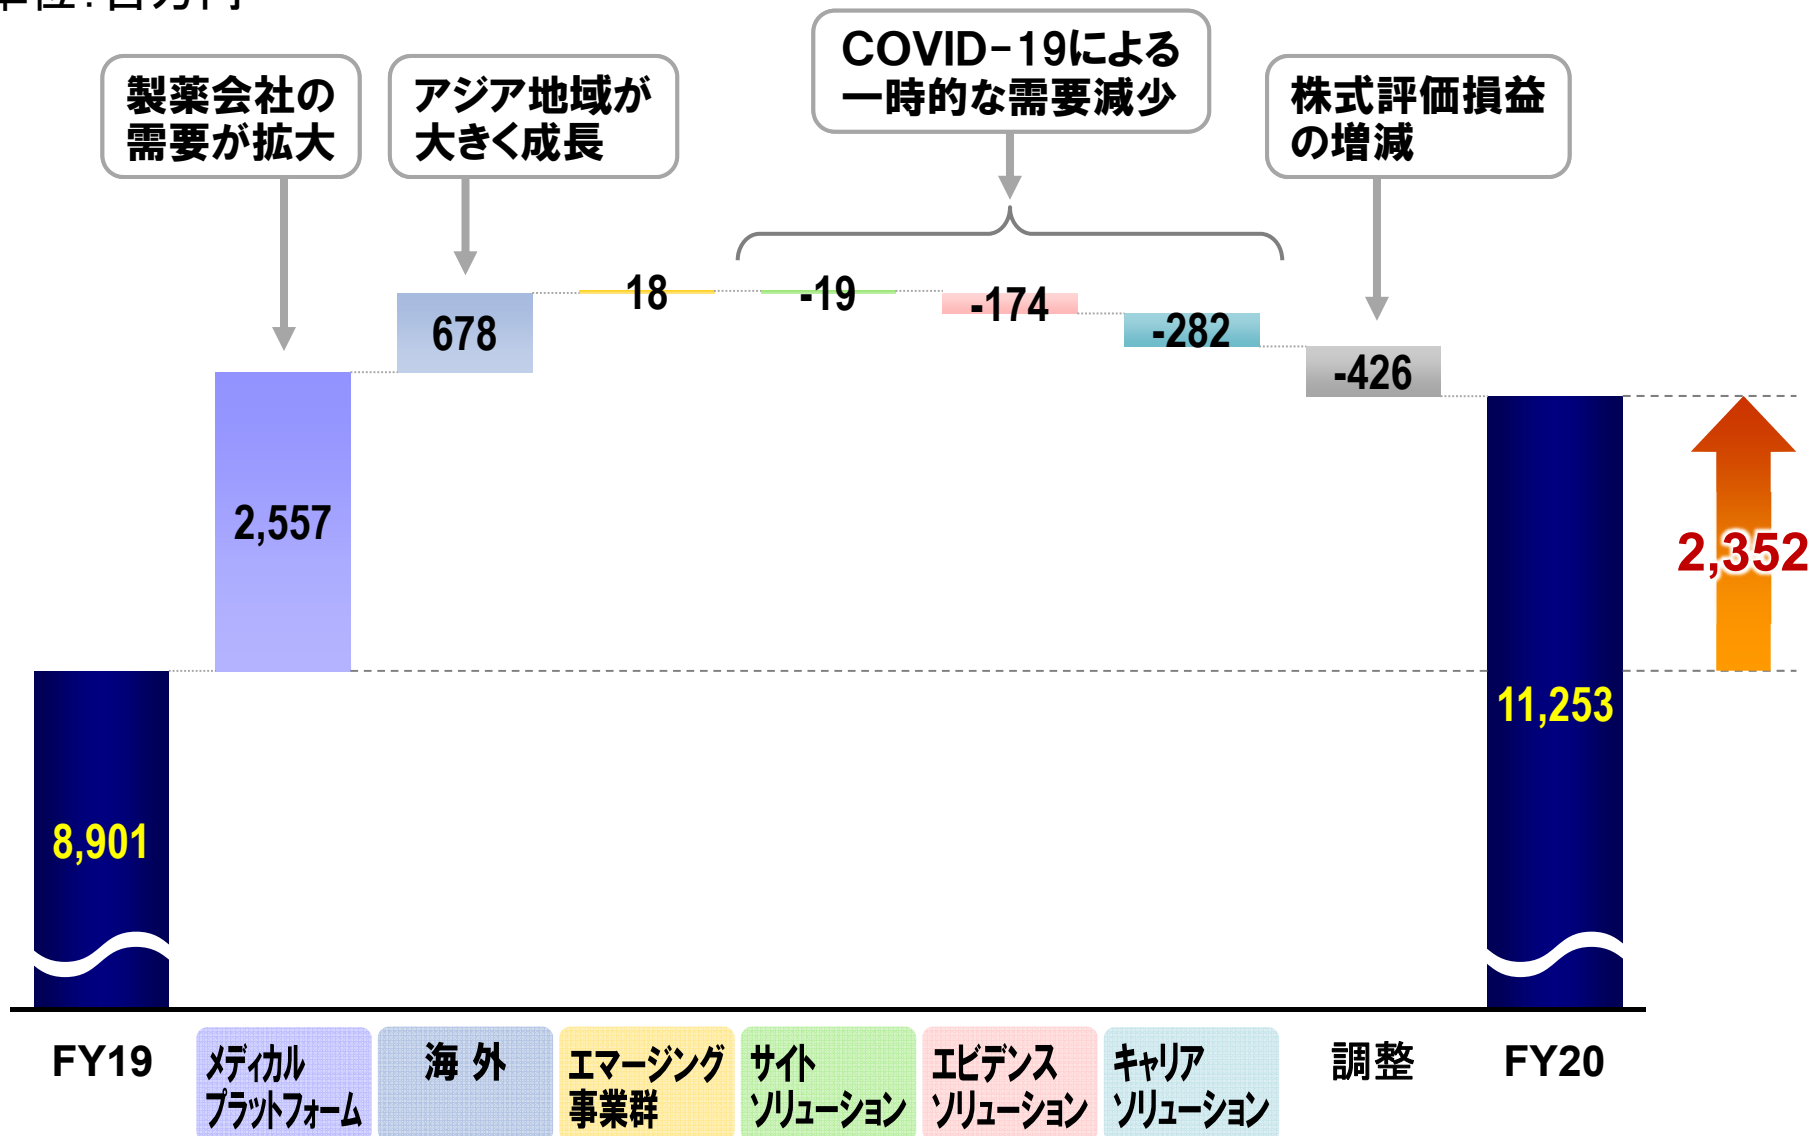 単位：百万円
製薬会社の
需要が拡大
アジア地域が
大きく成長
COVID-19による
一時的な需要減少
株式評価損益
の増減
8,901
2,557
678
18
-19
-174
-282
-426
11,253
2,352
FY19
メディカル
プラットフォーム
海 外
エマージング
事業群
サイト
ソリューション
エビデンス
ソリューション
キャリア
ソリューション
調整
FY20